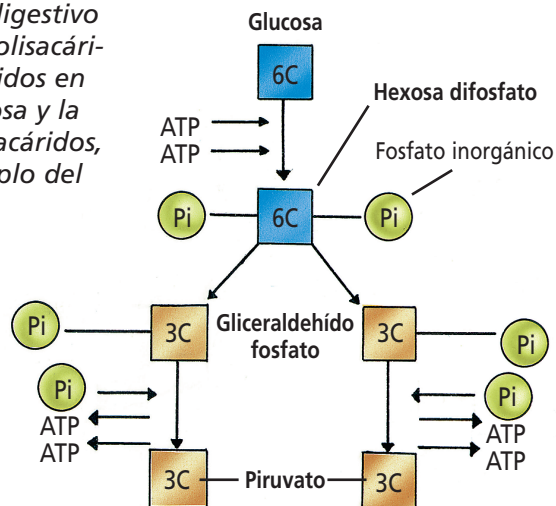 digestivo
olisacári-
idos en
osa y la
acáridos,
plo del
Glucosa
6C
Hexosa difosfato
ATP
ATP
Fosfato inorgánico
Pi
6C
Pi
Pi
3C
Gliceraldehído
fosfato
3C
Pi
Pi
ATP
ATP
Pi
ATP
ATP
3C
Piruvato
3C